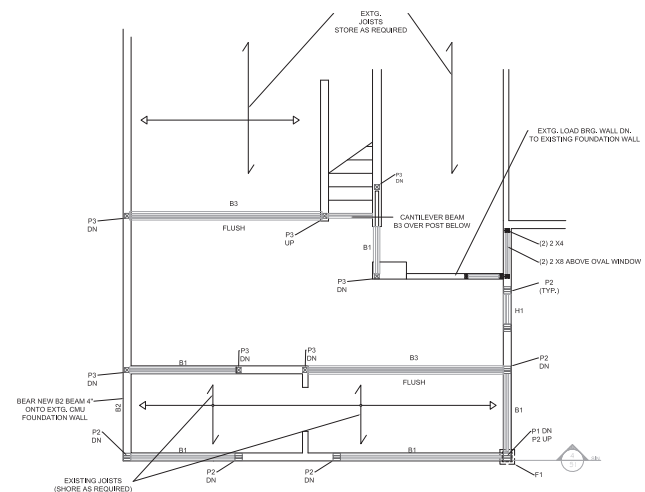 EXTG.
JOISTS
STORE AS REQUIRED
EXTG. LOAD BRG. WALL DN.
TO EXISTING FOUNDATION WALL
P3
DN
B3
P3
DN
FLUSH
P3
UP
CANTILEVER BEAM
B3 OVER POST BELOW
B1
(2) 2 X4
(2) 2 X8 ABOVE OVAL WINDOW
P3
DN
P2
(TYP.)
H1
P3
DN
P3
DN
B1
B3
P2
DN
P3
DN
FLUSH
BEAR NEW B2 BEAM 4"
ONTO EXTG. CMU
FOUNDATION WALL
B2
B1
P2
DN
P1 DN
P2 UP
B1
B1
P2
DN
P2
DN
F1
EXISTING JOISTS
(SHORE AS REQUIRED)